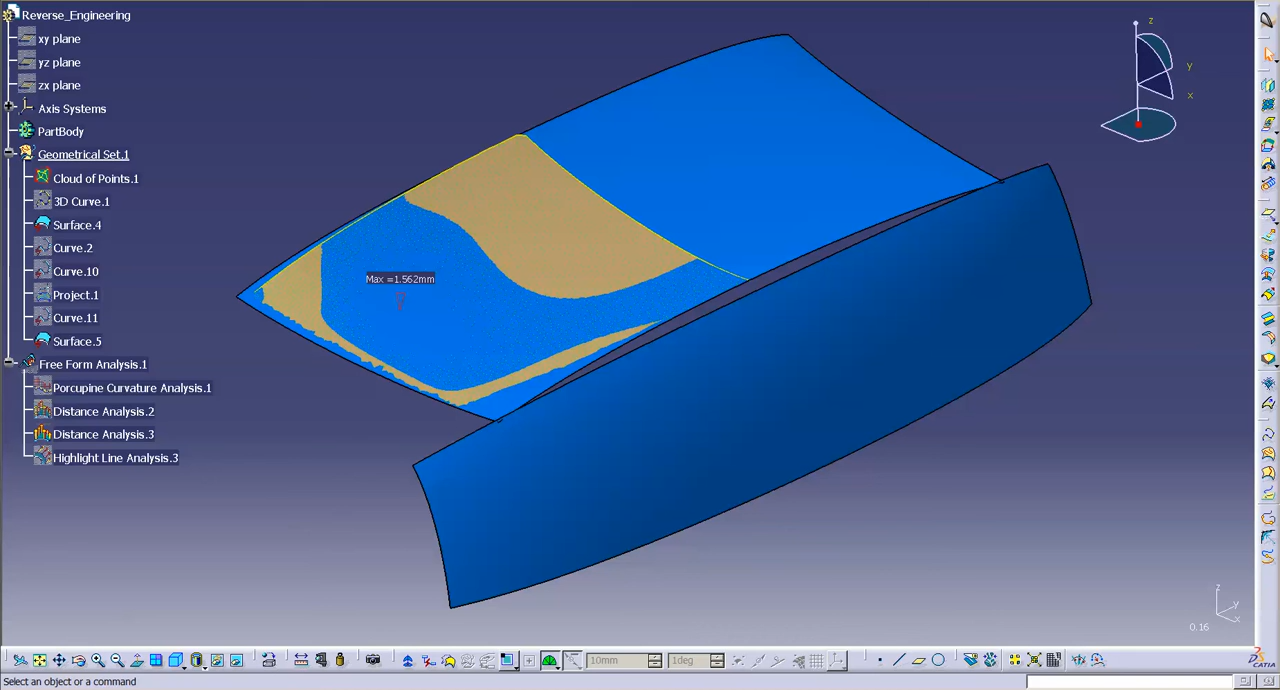 Reverse_Engineering
xy plane
yz plane
zx plane
Axis Systems
PartBody
Geometrical Set.1
Cloud of Points.1
3D Curve.1
Surface.4
Curve.2
Curve.10
Project.1
Curve.11
Surface.5
Free Form Analysis.1
Porcupine Curvature Analysis.1
Distance Analysis.2
Distance Analysis.3
Highlight Line Analysis.3
Max =1.562mm
z
y
x
z
y
x
0.16
10mm
1deg
CATIA
Select an object or a command